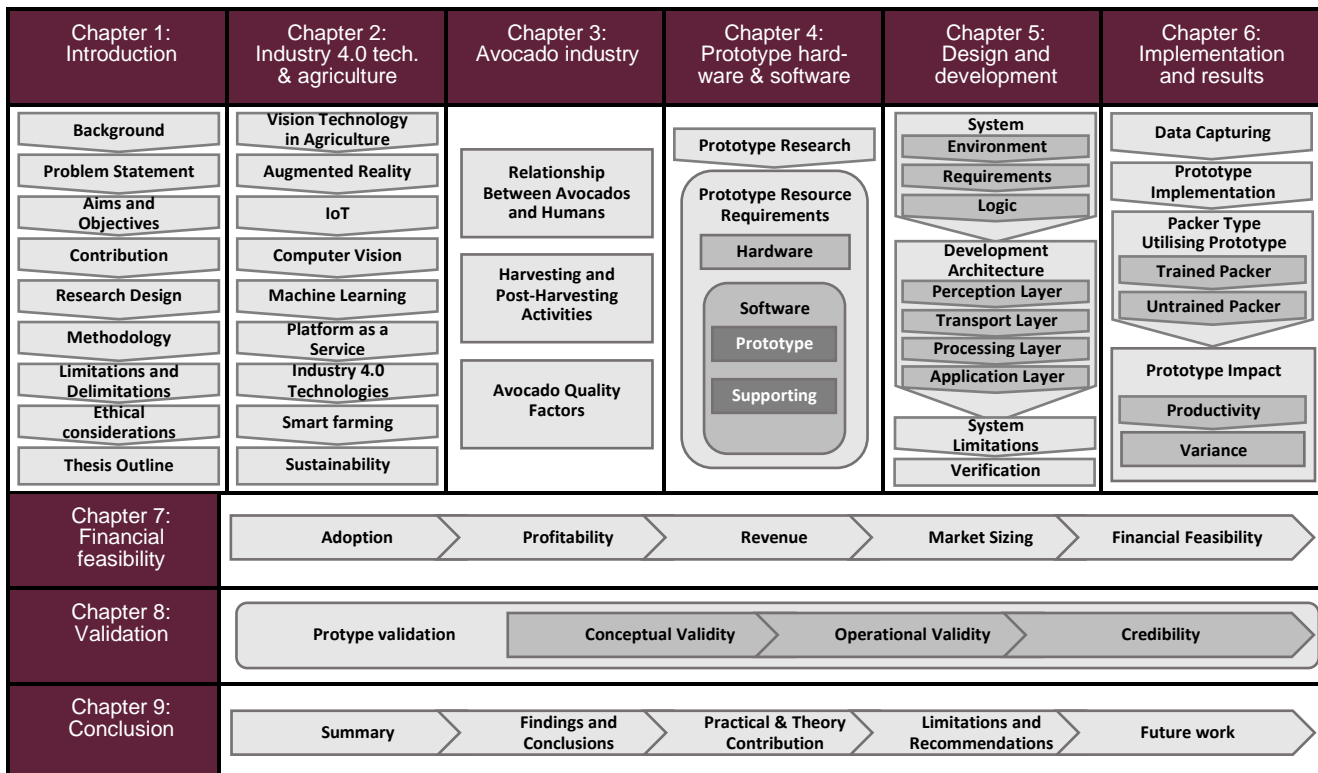 Chapter 1:
Introduction
Chapter 2:
Industry 4.0 tech.
& agriculture
Chapter 3:
Avocado industry
Chapter 4:
Prototype hard-
ware & software
Chapter 5:
Design and
development
Chapter 6:
Implementation
and results
Background
Problem Statement
Aims and
Objectives
Contribution
Research Design
Methodology
Limitations and
Delimitations
Ethical
considerations
Thesis Outline
Vision Technology
in Agriculture
Augmented Reality
IoT
Computer Vision
Machine Learning
Platform as a
Service
Industry 4.0
Technologies
Smart farming
Sustainability
Relationship
Between Avocados
and Humans
Harvesting and
Post-Harvesting
Activities
Avocado Quality
Factors
Prototype Research
Prototype Resource
Requirements
Hardware
Software
Prototype
Supporting
System
Environment
Requirements
Logic
Development
Architecture
Perception Layer
Transport Layer
Processing Layer
Application Layer
System
Limitations
Verification
Data Capturing
Prototype
Implementation
Packer Type
Utilising Prototype
Trained Packer
Untrained Packer
Prototype Impact
Productivity
Variance
Chapter 7:
Financial
feasibility
Adoption
Profitability
Revenue
Market Sizing
Financial Feasibility
Chapter 8:
Validation
Protype validation
Conceptual Validity
Operational Validity
Credibility
Chapter 9:
Conclusion
Summary
Findings and
Conclusions
Practical & Theory
Contribution
Limitations and
Recommendations
Future work